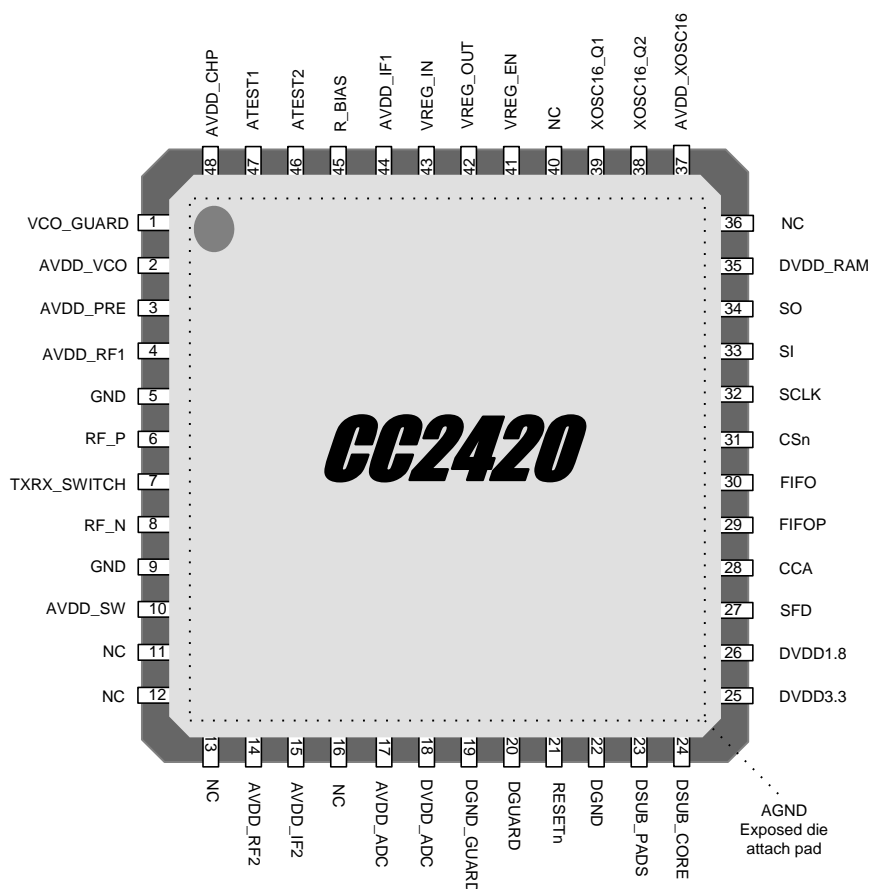 AVDD_CHP
ATEST1
ATEST2
R_BIAS
AVDD_IF1
VREG_IN
VREG_OUT
VREG_EN
NC
XOSC16_Q1
XOSC16_Q2
AVDD_XOSC16
48
47
46
45
44
43
42
41
40
39
38
37
VCO_GUARD 1
AVDD_VCO 2
AVDD_PRE 3
AVDD_RF1 4
GND 5
RF_P 6
TXRX_SWITCH 7
RF_N 8
GND 9
AVDD_SW 10
NC 11
NC 12
CC2420
36 NC
35 DVDD_RAM
34 SO
33 SI
32 SCLK
31 CSn
30 FIFO
29 FIFOP
28 CCA
27 SFD
26 DVDD1.8
25 DVDD3.3
13
14
15
16
17
18
19
20
21
22
23
24
NC
AVDD_RF2
AVDD_IF2
NC
AVDD_ADC
DVDD_ADC
DGND_GUARD
DGUARD
RESETn
DGND
DSUB_PADS
DSUB_CORE
AGND
Exposed die
attach pad